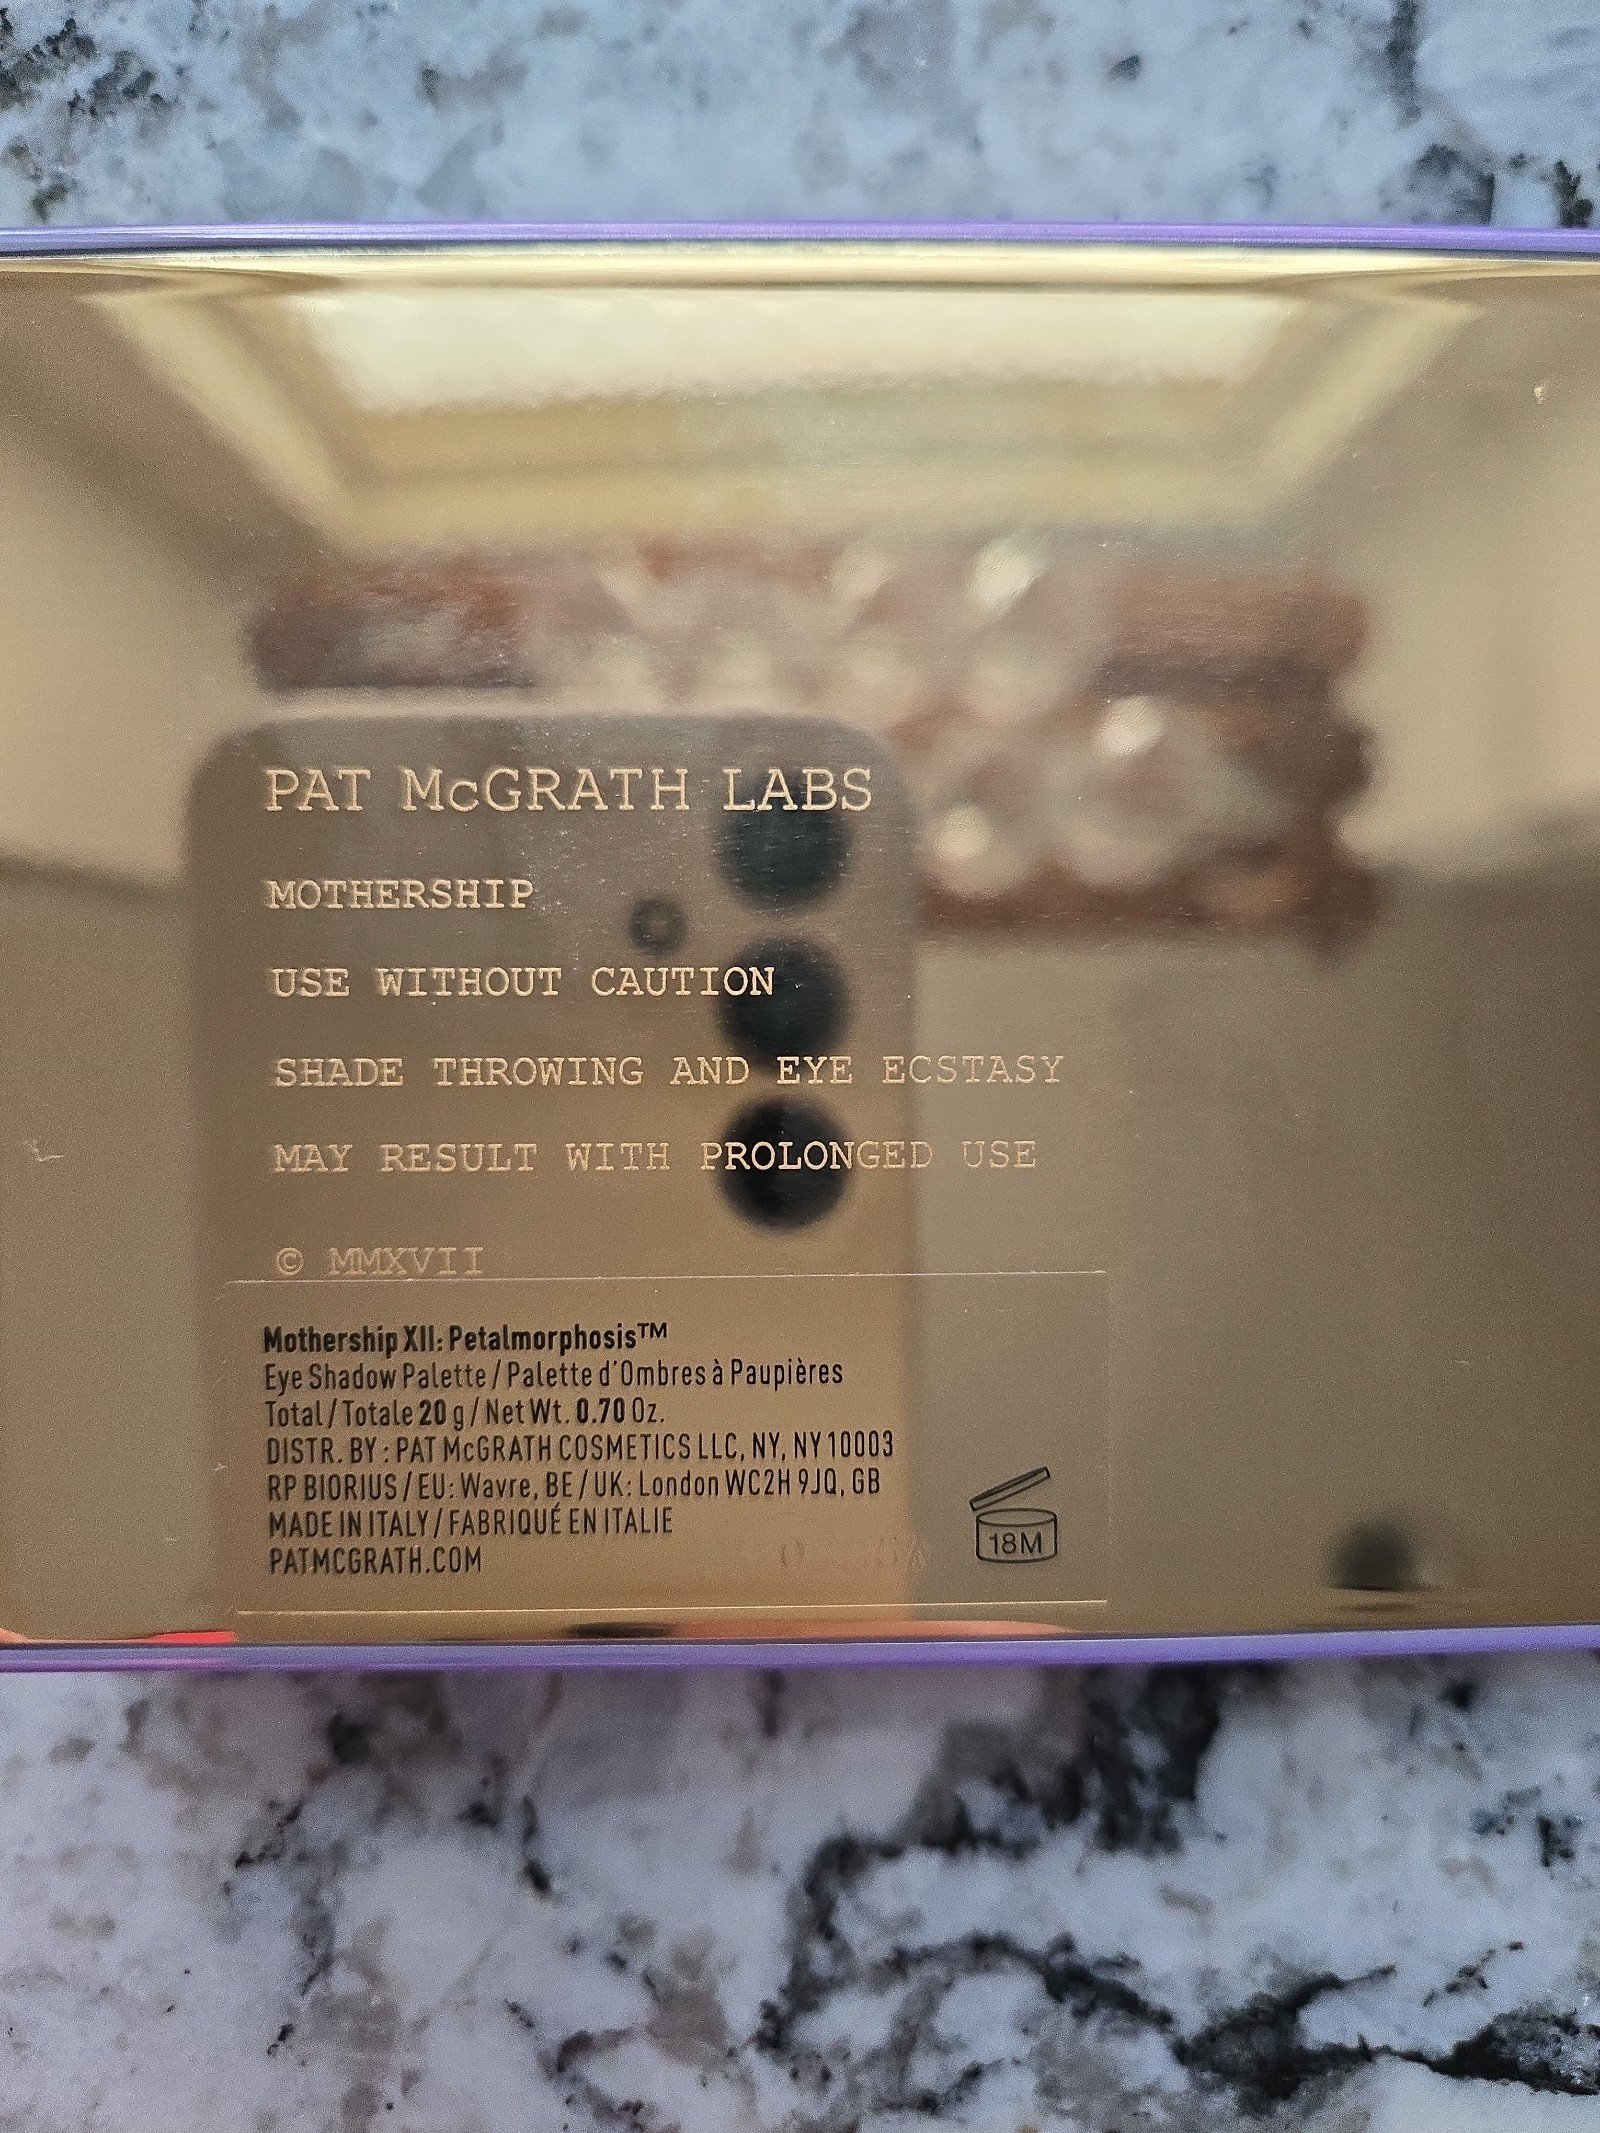 PAT McGRATH LABS
MOTHERSHIP
USE WITHOUT CAUTION
SHADE THROWING AND EYE ECSTASY
MAY RESULT WITH PROLONGED USE
© MMXVII
Mothership XII: Petalmorphosis™
Eye Shadow Palette / Palette d'Ombres à Paupières
Total / Totale 20 g / Net Wt. 0.70 Oz.
DISTR. BY : PAT McGRATH COSMETICS LLC, NY, NY 10003
RP BIORIUS / EU: Wavre, BE / UK: London WC2H 9JQ, GB
MADE IN ITALY / FABRIQUÉ EN ITALIE
PATMCGRATH.COM
18M